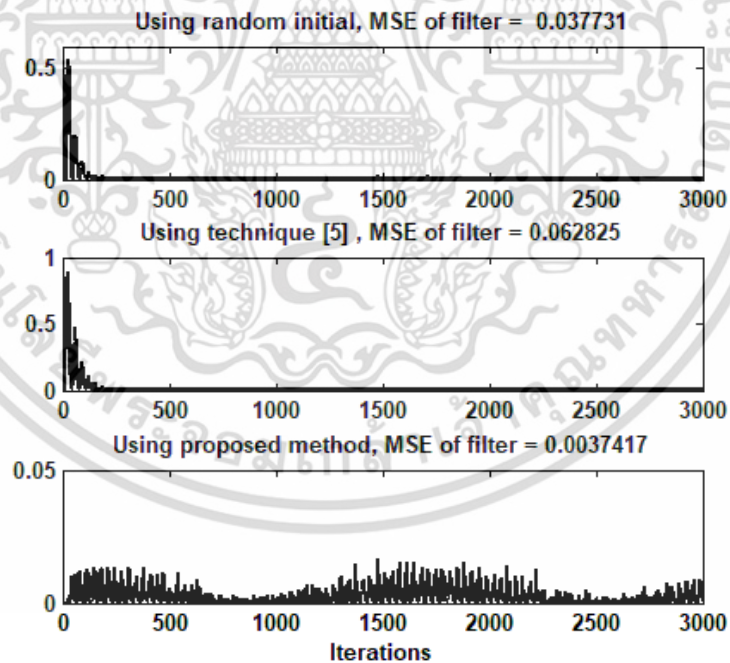 Using random initial, MSE of filter = 0.037731
0.5
0
0 500 1000 1500 2000 2500 3000
Using technique [5] , MSE of filter = 0.062825
1
0.5
0
0 500 1000 1500 2000 2500 3000
Using proposed method, MSE of filter = 0.0037417
0.05
0
0 500 1000 1500 2000 2500 3000
Iterations